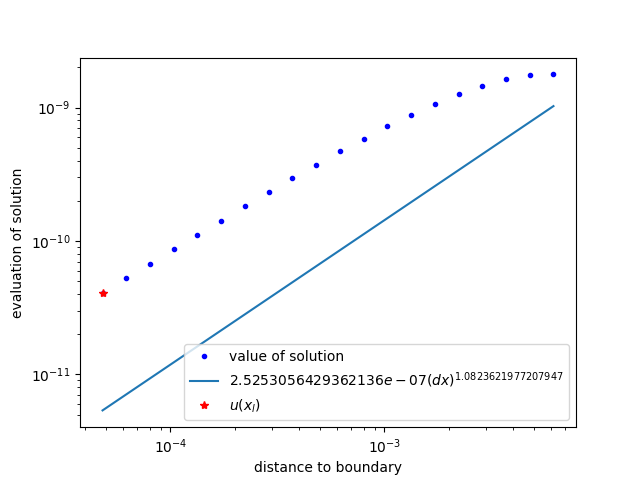 evaluation of solution
10⁻⁹
10⁻¹⁰
10⁻¹¹
value of solution
2.5253056429362136e − 07(dx)^1.0823621977207947
u(x_l)
10⁻⁴
10⁻³
distance to boundary